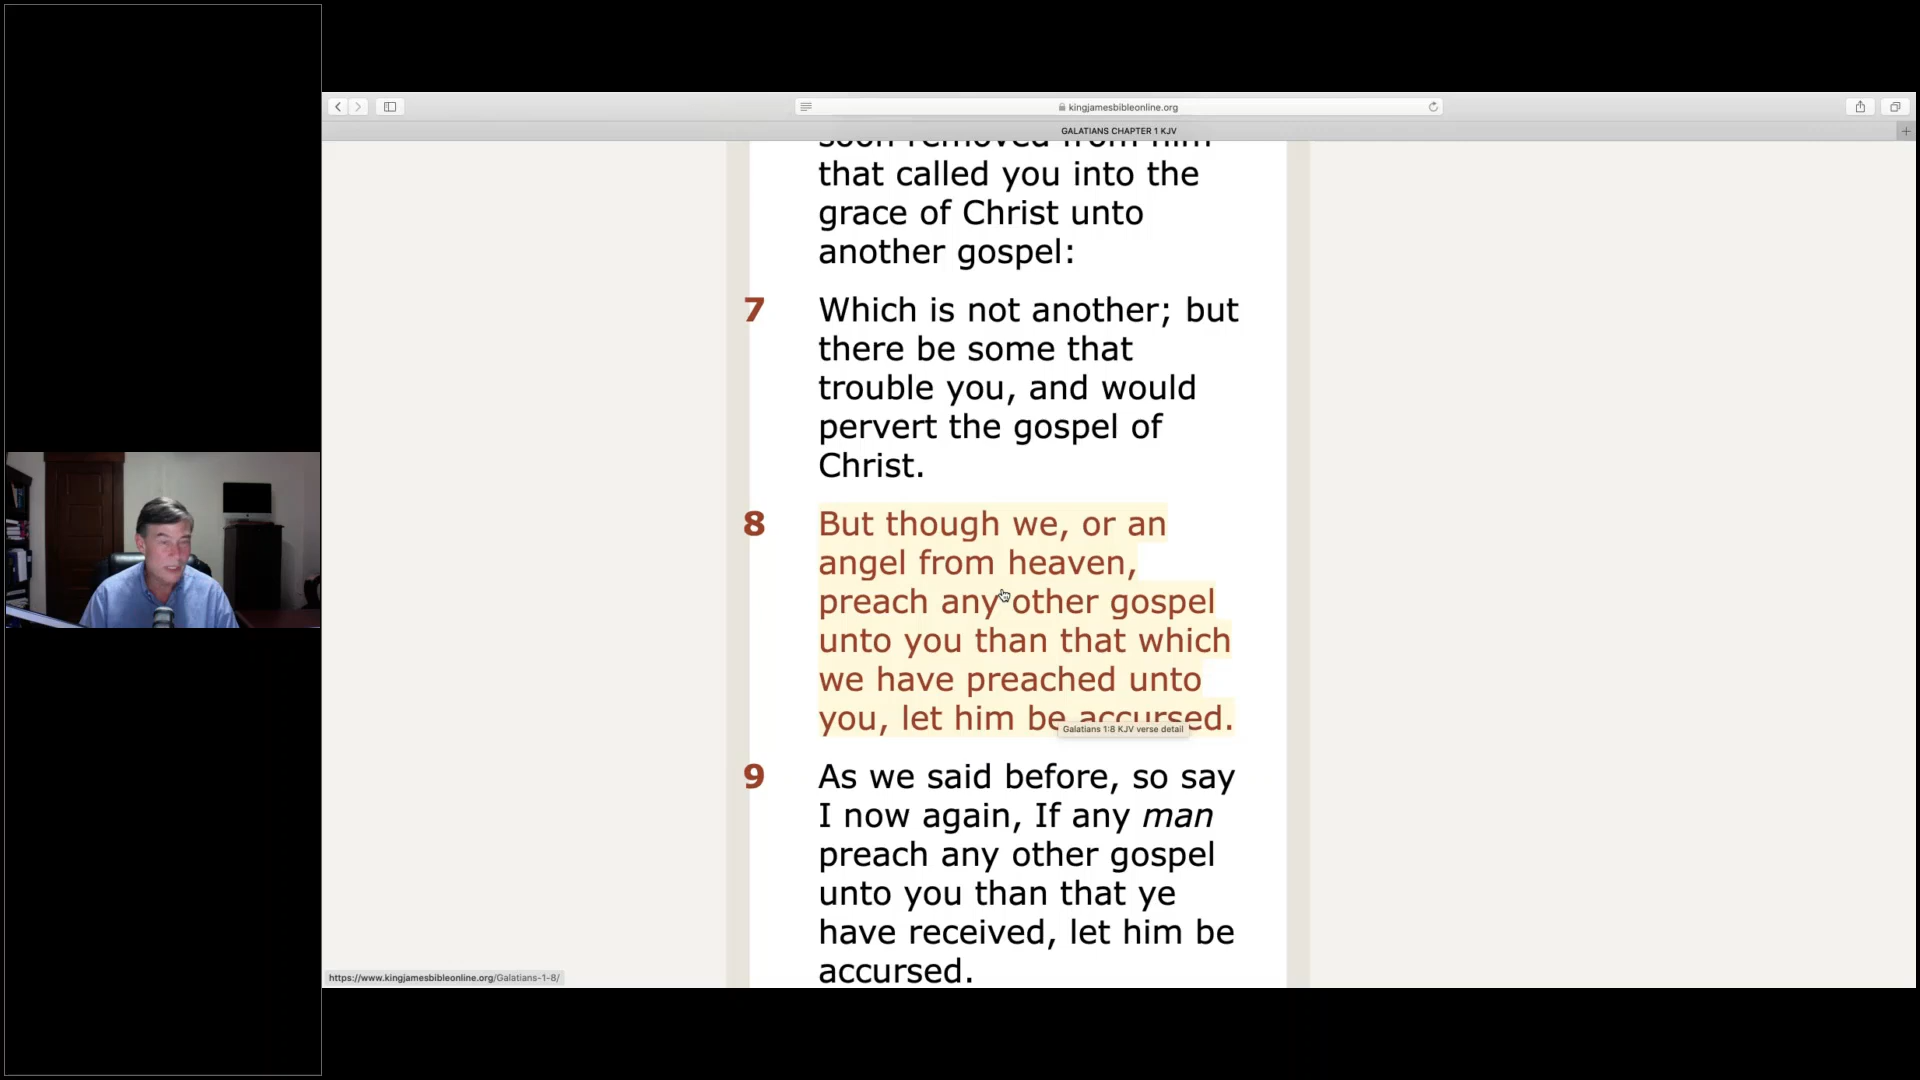 kingjamesbibleonline.org
GALATIANS CHAPTER 1 KJV
soon removed from him
that called you into the
grace of Christ unto
another gospel:
7 Which is not another; but
there be some that
trouble you, and would
pervert the gospel of
Christ.
8 But though we, or an
angel from heaven,
preach any other gospel
unto you than that which
we have preached unto
you, let him be accursed.
Galatians 1:8 KJV verse detail
9 As we said before, so say
I now again, If any man
preach any other gospel
unto you than that ye
have received, let him be
accursed.
https://www.kingjamesbibleonline.org/Galatians-1-8/